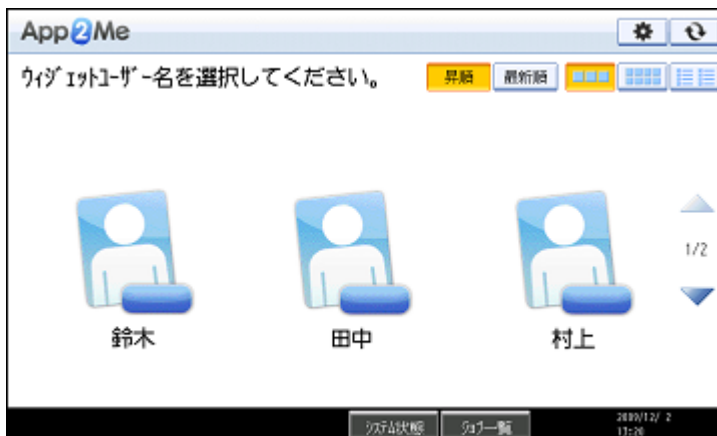 App2Me
ｳｨｼﾞｪｯﾄﾕｰｻﾞｰ名を選択してください。
昇順 最新順
1/2
鈴木 田中 村上
ｼｽﾃﾑ状態 ｼﾞｮﾌﾞ一覧
2009/12/ 2
17:20